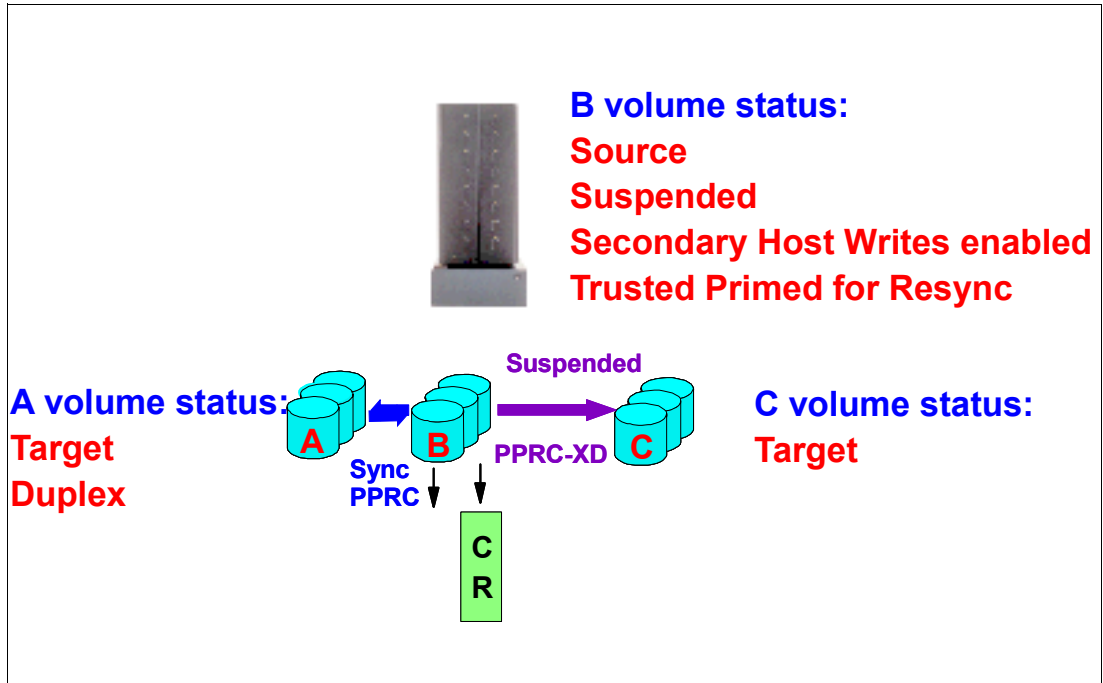 B volume status:
Source
Suspended
Secondary Host Writes enabled
Trusted Primed for Resync
Suspended
A volume status:
Target
Duplex
A
B
C
PPRC-XD
Sync
PPRC
C volume status:
Target
C
R